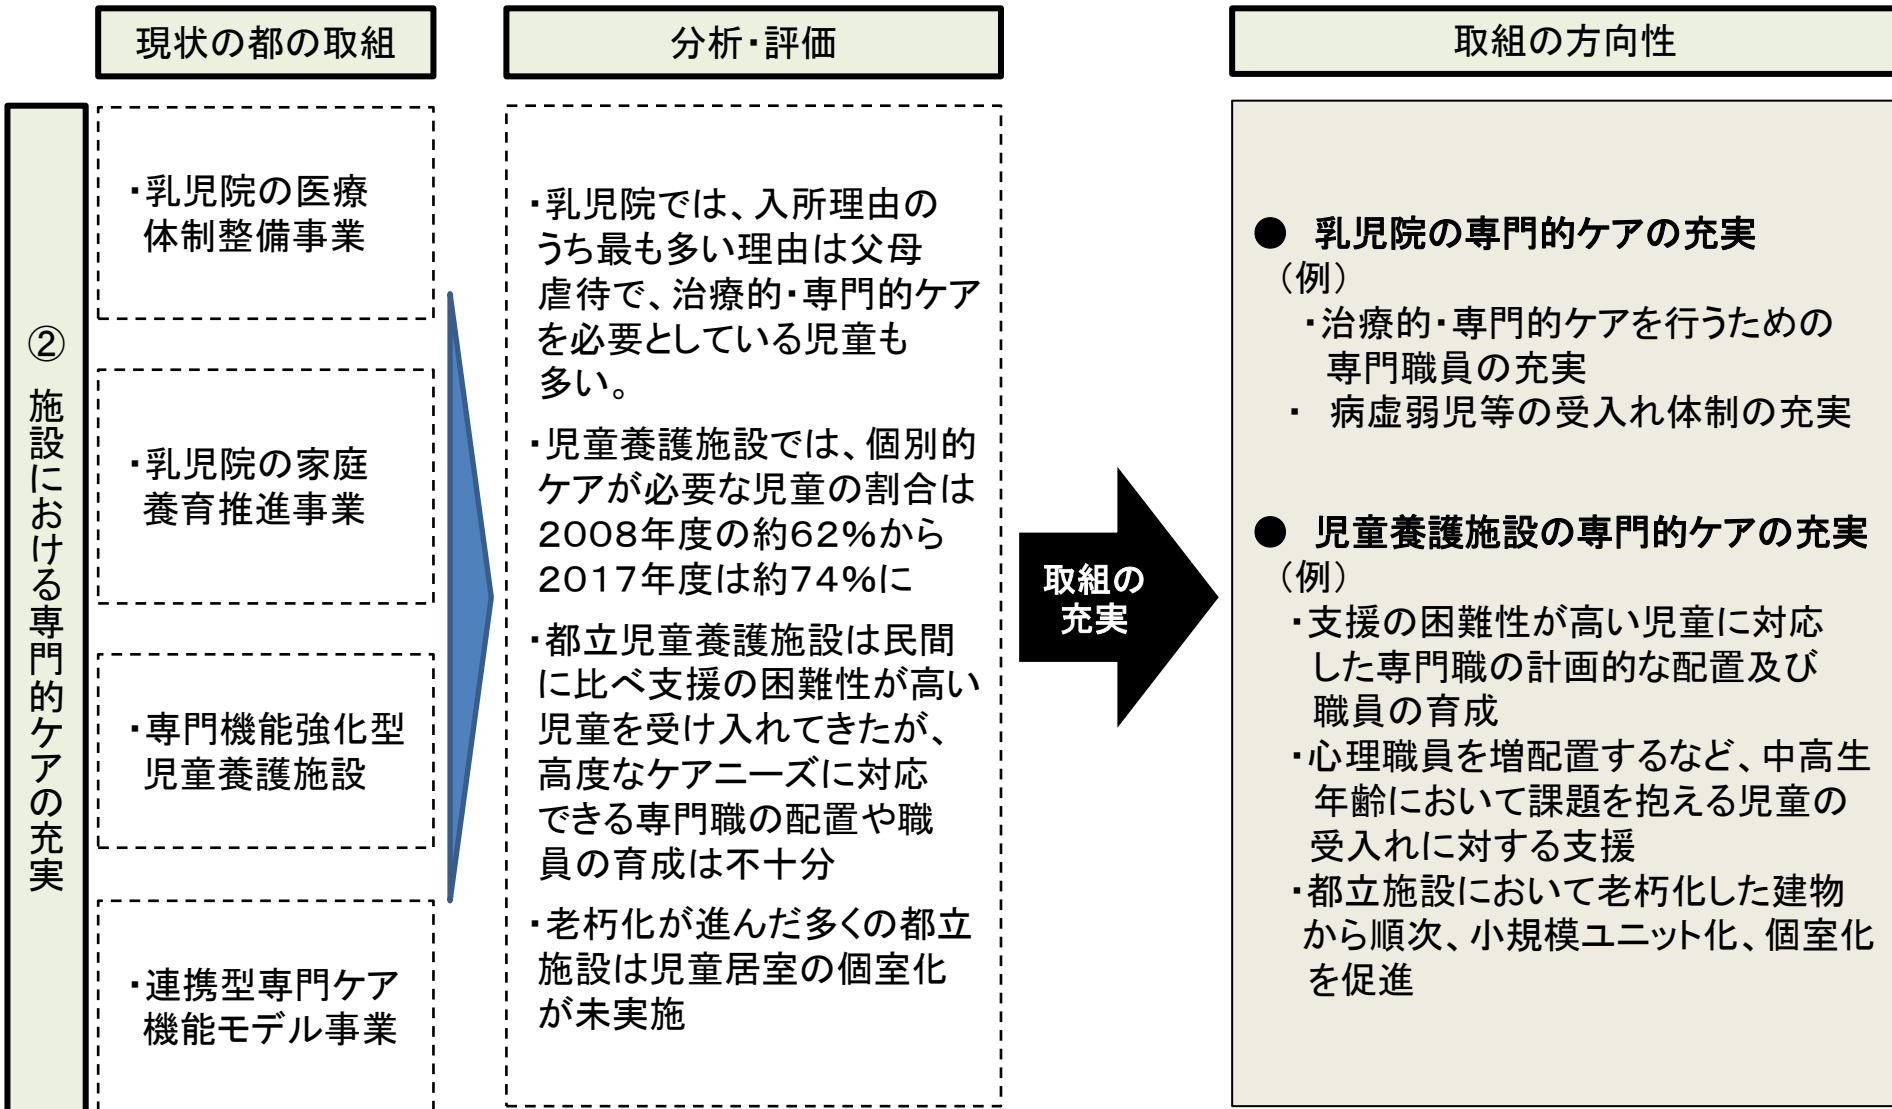 現状の都の取組
分析・評価
取組の方向性
② 施設における専門的ケアの充実
・乳児院の医療
体制整備事業
・乳児院の家庭
養育推進事業
・専門機能強化型
児童養護施設
・連携型専門ケア
機能モデル事業
・乳児院では、入所理由の
うち最も多い理由は父母
虐待で、治療的・専門的ケア
を必要としている児童も
多い。
・児童養護施設では、個別的
ケアが必要な児童の割合は
2008年度の約62%から
2017年度は約74%に
・都立児童養護施設は民間
に比べ支援の困難性が高い
児童を受け入れてきたが、
高度なケアニーズに対応
できる専門職の配置や職
員の育成は不十分
・老朽化が進んだ多くの都立
施設は児童居室の個室化
が未実施
取組の
充実
● 乳児院の専門的ケアの充実
（例）
・治療的・専門的ケアを行うための
専門職員の充実
・ 病虚弱児等の受入れ体制の充実
● 児童養護施設の専門的ケアの充実
（例）
・支援の困難性が高い児童に対応
した専門職の計画的な配置及び
職員の育成
・心理職員を増配置するなど、中高生
年齢において課題を抱える児童の
受入れに対する支援
・都立施設において老朽化した建物
から順次、小規模ユニット化、個室化
を促進